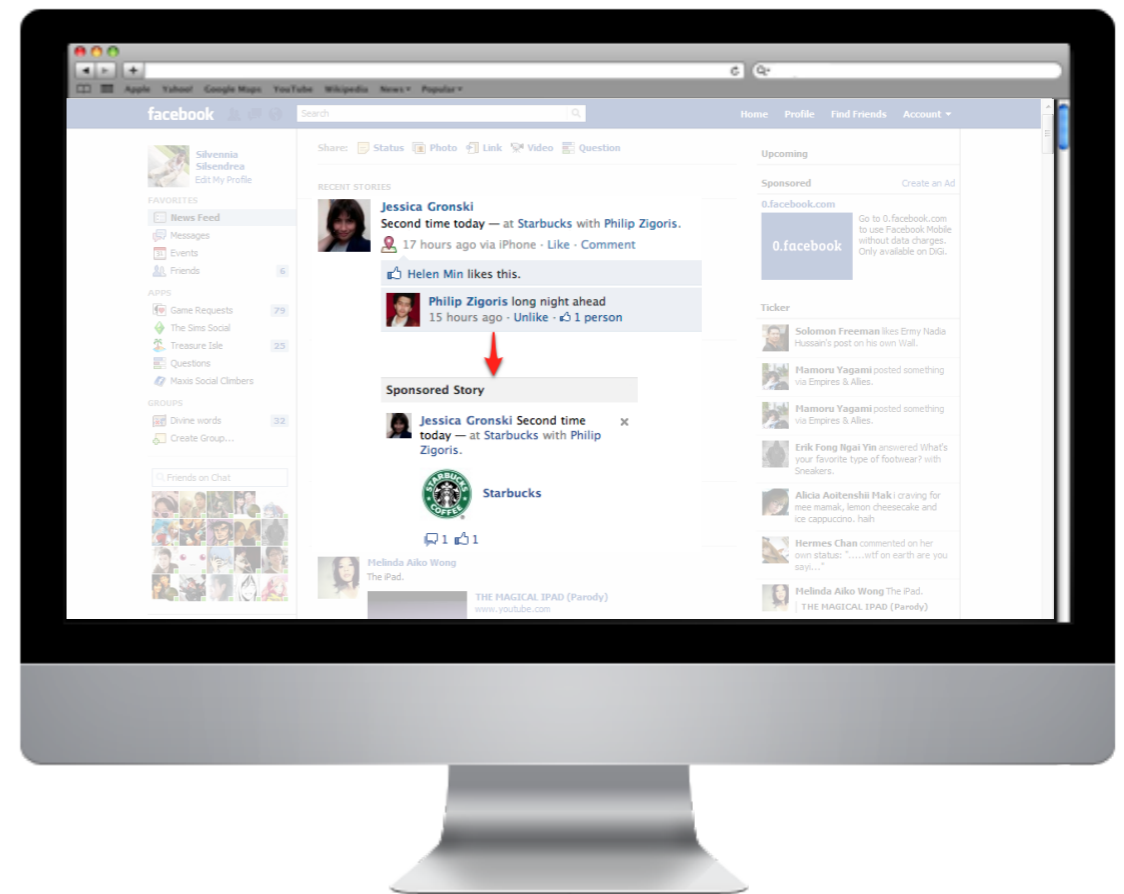 Apple Yahoo! Google Maps YouTube Wikipedia News Popular
facebook
Search
Home Profile Find Friends Account
Silvennia
Silsendrea
Edit My Profile
FAVORITES
News Feed
Messages
Events
Friends 6
APPS
Game Requests 79
The Sims Social
Treasure Isle 25
Questions
Maxis Social Climbers
GROUPS
Divine words 32
Create Group...
Friends on Chat
Share: Status Photo Link Video Question
RECENT STORIES
Jessica Gronski
Second time today — at Starbucks with Philip Zigoris.
17 hours ago via iPhone · Like · Comment
Helen Min likes this.
Philip Zigoris long night ahead
15 hours ago · Unlike · 1 person
Sponsored Story
Jessica Gronski Second time
today — at Starbucks with Philip
Zigoris.
STARBUCKS
COFFEE
Starbucks
1 1
Melinda Aiko Wong
The iPad.
THE MAGICAL IPAD (Parody)
www.youtube.com
Upcoming
Sponsored Create an Ad
0.facebook.com
0.facebook
Go to 0.facebook.com
to use Facebook Mobile
without data charges.
Only available on DiGi.
Ticker
Solomon Freeman likes Ermy Nadia
Hussain's post on his own Wall.
Mamoru Yagami posted something
via Empires & Allies.
Mamoru Yagami posted something
via Empires & Allies.
Erik Fong Ngai Yin answered What's
your favorite type of footwear? with
Sneakers.
Alicia Aoitenshii Mak i craving for
mee mamak, lemon cheesecake and
ice cappuccino. haih
Hermes Chan commented on her
own status: ".....wtf on earth are you
sayi..."
Melinda Aiko Wong The iPad.
THE MAGICAL IPAD (Parody)